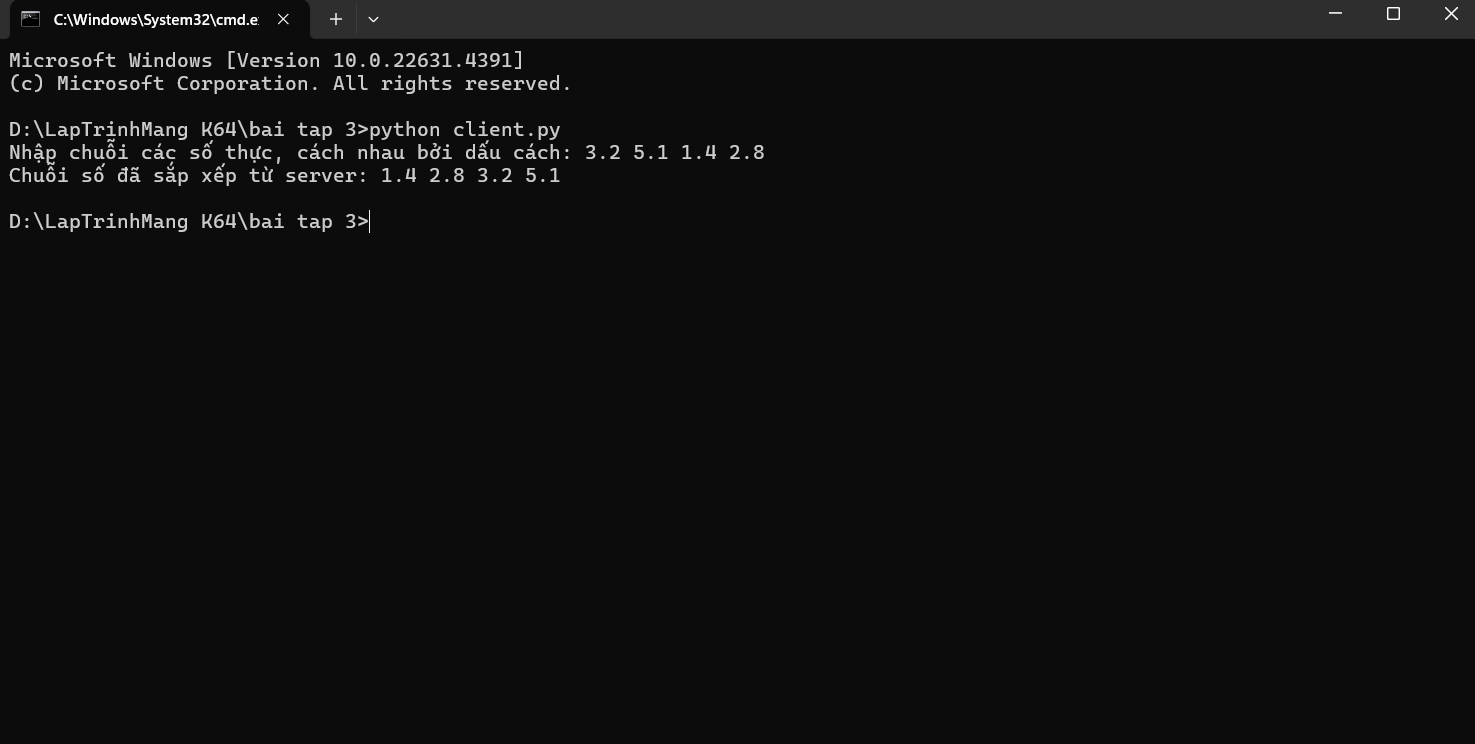 C:\Windows\System32\cmd.e
Microsoft Windows [Version 10.0.22631.4391]
(c) Microsoft Corporation. All rights reserved.
D:\LapTrinhMang K64\bai tap 3>python client.py
Nhập chuỗi các số thực, cách nhau bởi dấu cách: 3.2 5.1 1.4 2.8
Chuỗi số đã sắp xếp từ server: 1.4 2.8 3.2 5.1
D:\LapTrinhMang K64\bai tap 3>